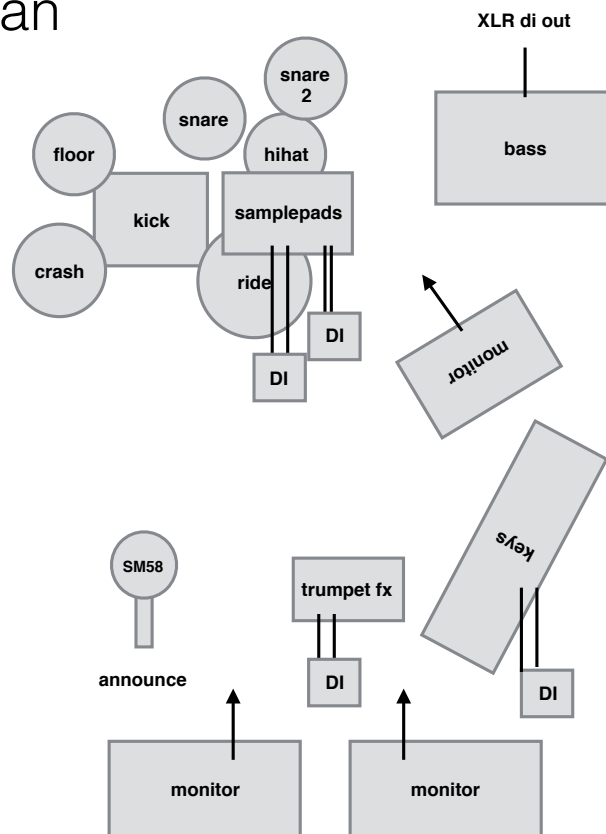 an
XLR di out
snare
2
snare
bass
floor
hihat
samplepads
kick
crash
ride
DI
monitor
DI
keys
SM58
trumpet fx
announce
DI
DI
monitor
monitor